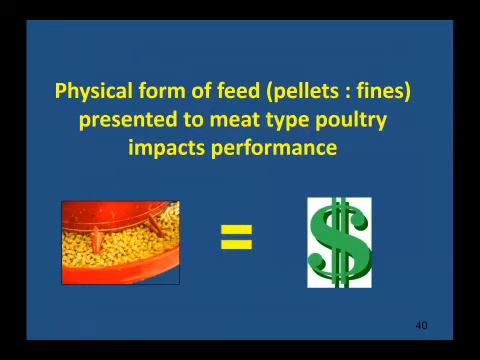 Physical form of feed (pellets : fines)
presented to meat type poultry
impacts performance
=
$
40